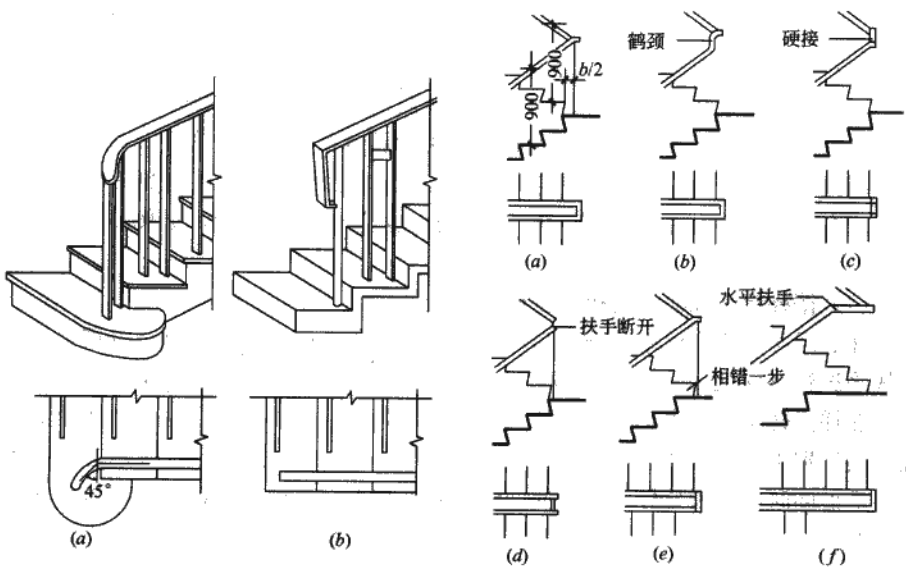 45°
(a)
(b)
900
900
b/2
(a)
鹤颈
(b)
硬接
(c)
扶手断开
(d)
相错一步
(e)
水平扶手
(f)